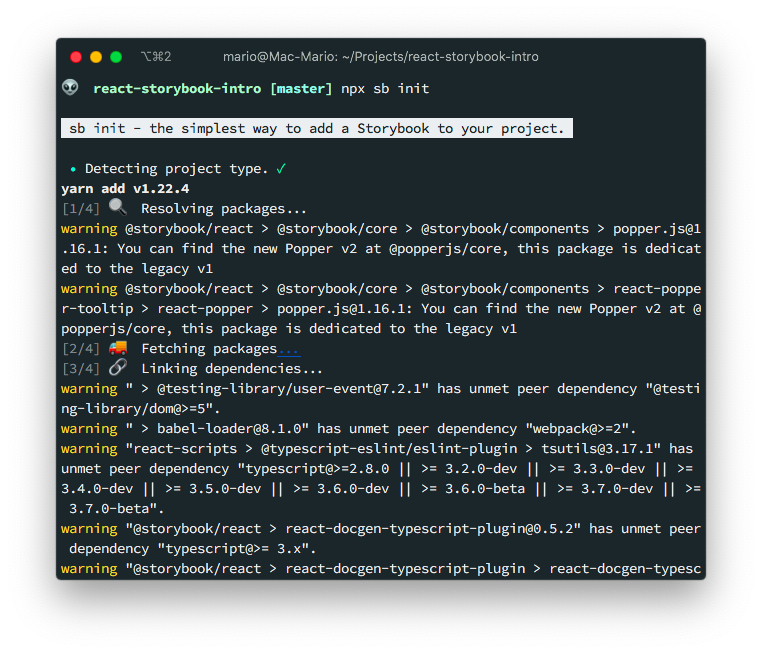 ⌥⌘2 mario@Mac-Mario: ~/Projects/react-storybook-intro
react-storybook-intro [master] npx sb init
sb init - the simplest way to add a Storybook to your project.
• Detecting project type. ✓
yarn add v1.22.4
[1/4] 🔍 Resolving packages...
warning @storybook/react > @storybook/core > @storybook/components > popper.js@1
.16.1: You can find the new Popper v2 at @popperjs/core, this package is dedicat
ed to the legacy v1
warning @storybook/react > @storybook/core > @storybook/components > react-poppe
r-tooltip > react-popper > popper.js@1.16.1: You can find the new Popper v2 at @
popperjs/core, this package is dedicated to the legacy v1
[2/4] 🚚 Fetching packages...
[3/4] 🔗 Linking dependencies...
warning " > @testing-library/user-event@7.2.1" has unmet peer dependency "@testi
ng-library/dom@>=5".
warning " > babel-loader@8.1.0" has unmet peer dependency "webpack@>=2".
warning "react-scripts > @typescript-eslint/eslint-plugin > tsutils@3.17.1" has
unmet peer dependency "typescript@>=2.8.0 || >= 3.2.0-dev || >= 3.3.0-dev || >=
3.4.0-dev || >= 3.5.0-dev || >= 3.6.0-dev || >= 3.6.0-beta || >= 3.7.0-dev || >=
3.7.0-beta".
warning "@storybook/react > react-docgen-typescript-plugin@0.5.2" has unmet peer
dependency "typescript@>= 3.x".
warning "@storybook/react > react-docgen-typescript-plugin > react-docgen-typesc